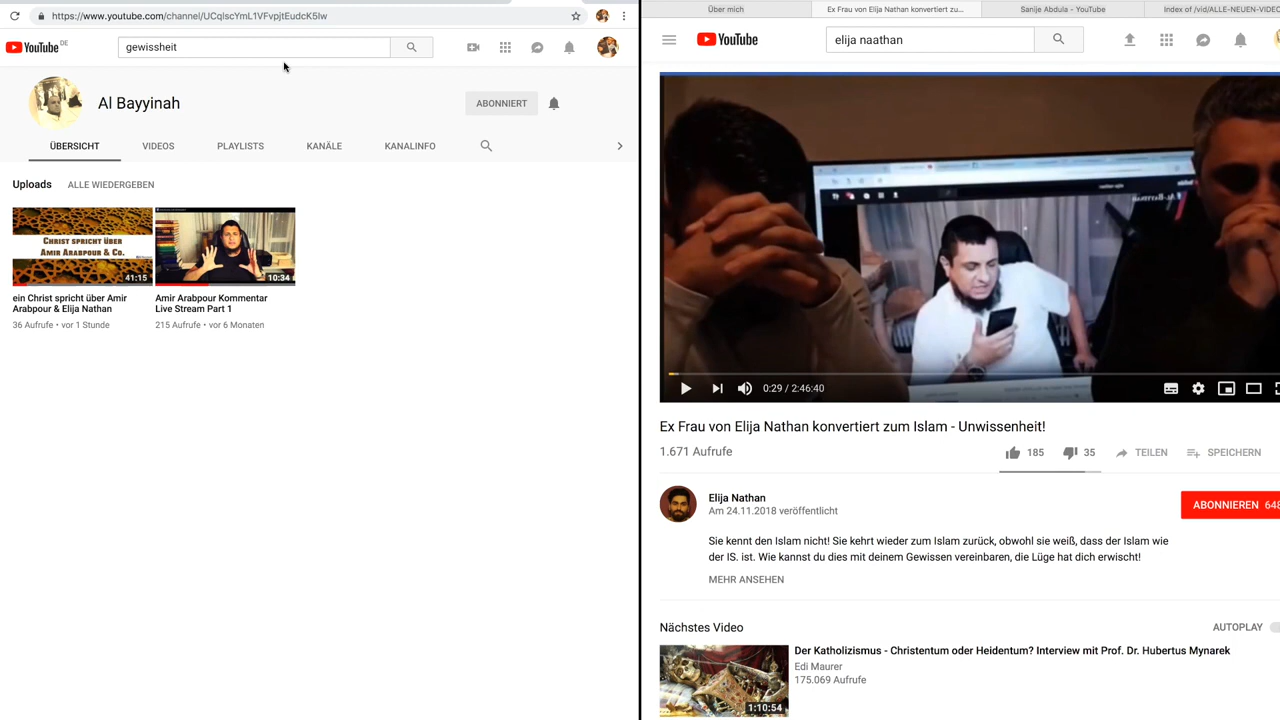 https://www.youtube.com/channel/UCqlscYmL1VFvpjtEudcK5lw
YouTube DE
gewissheit
Al Bayyinah
ABONNIERT
ÜBERSICHT VIDEOS PLAYLISTS KANÄLE KANALINFO
Uploads ALLE WIEDERGEBEN
CHRIST SPRICHT ÜBER
AMIR ARABPOUR & CO.
41:15
10:34
ein Christ spricht über Amir
Arabpour & Elija Nathan
36 Aufrufe • vor 1 Stunde
Amir Arabpour Kommentar
Live Stream Part 1
215 Aufrufe • vor 6 Monaten
Über mich
Ex Frau von Elija Nathan konvertiert zu...
Sanije Abdula - YouTube
Index of /vid/ALLE-NEUEN-VIDEO
YouTube
elija naathan
0:29 / 2:46:40
Ex Frau von Elija Nathan konvertiert zum Islam - Unwissenheit!
1.671 Aufrufe
185
35
TEILEN
SPEICHERN
Elija Nathan
Am 24.11.2018 veröffentlicht
ABONNIEREN 648
Sie kennt den Islam nicht! Sie kehrt wieder zum Islam zurück, obwohl sie weiß, dass der Islam wie
der IS. ist. Wie kannst du dies mit deinem Gewissen vereinbaren, die Lüge hat dich erwischt!
MEHR ANSEHEN
Nächstes Video
AUTOPLAY
1:10:54
Der Katholizismus - Christentum oder Heidentum? Interview mit Prof. Dr. Hubertus Mynarek
Edi Maurer
175.069 Aufrufe